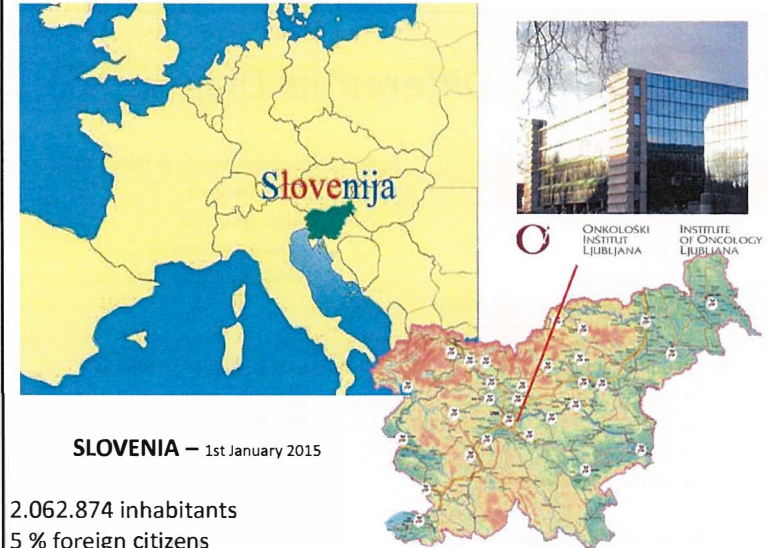 Slovenija
ONKOLOŠKI
INŠTITUT
LJUBLJANA
INSTITUTE
OF ONCOLOGY
LJUBLJANA
SLOVENIA – 1st January 2015
2.062.874 inhabitants
5 % foreign citizens